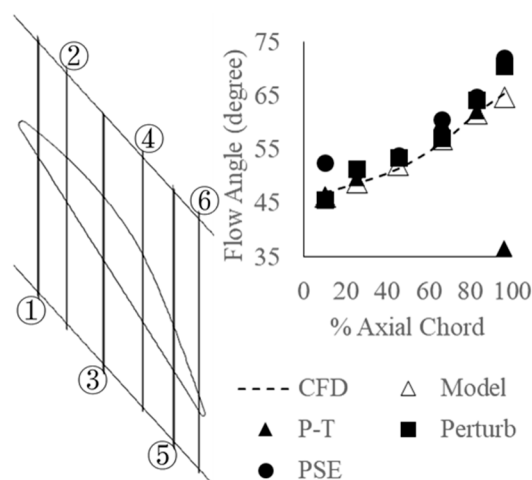 ②
④
⑥
①
③
⑤
75
65
55
45
35
Flow Angle (degree)
0 20 40 60 80 100
% Axial Chord
CFD
Model
P-T
Perturb
PSE